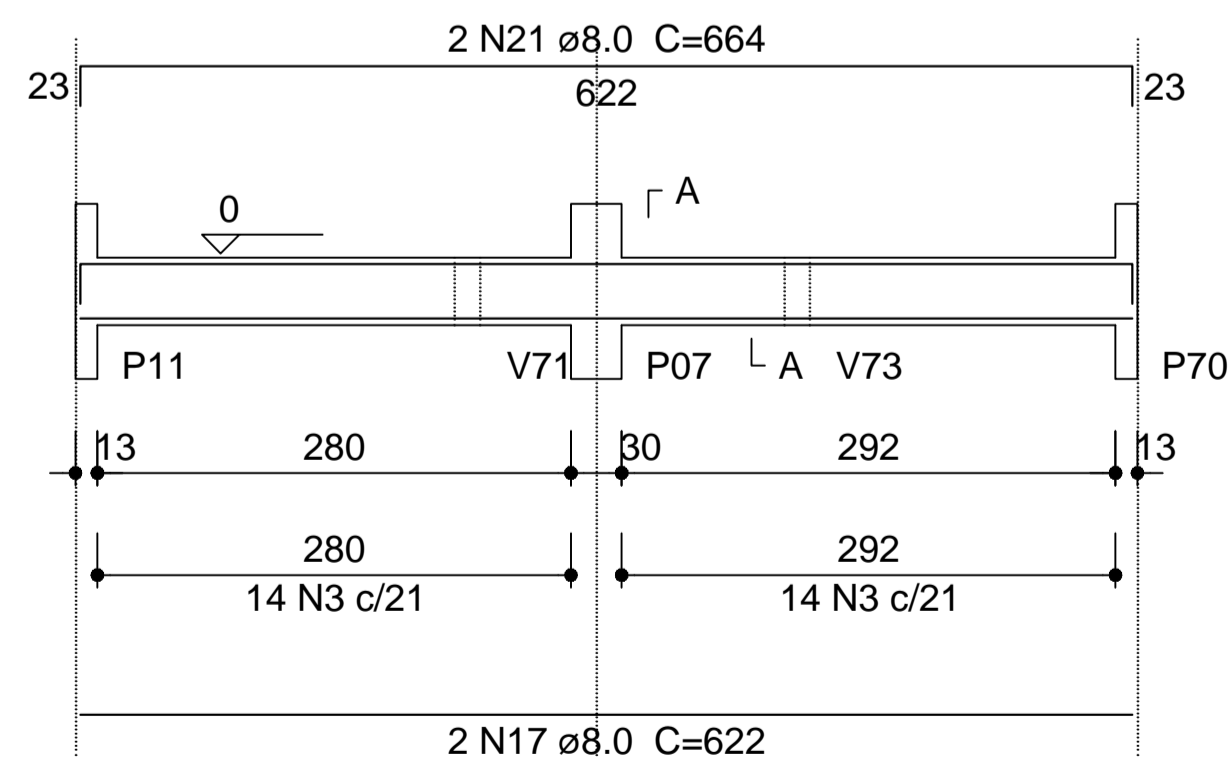 2 N21 ø8.0 C=664
23 622 23
A
0
P11 V71 P07 A V73 P70
13 280 30 292 13
280 292
14 N3 c/21 14 N3 c/21
2 N17 ø8.0 C=622